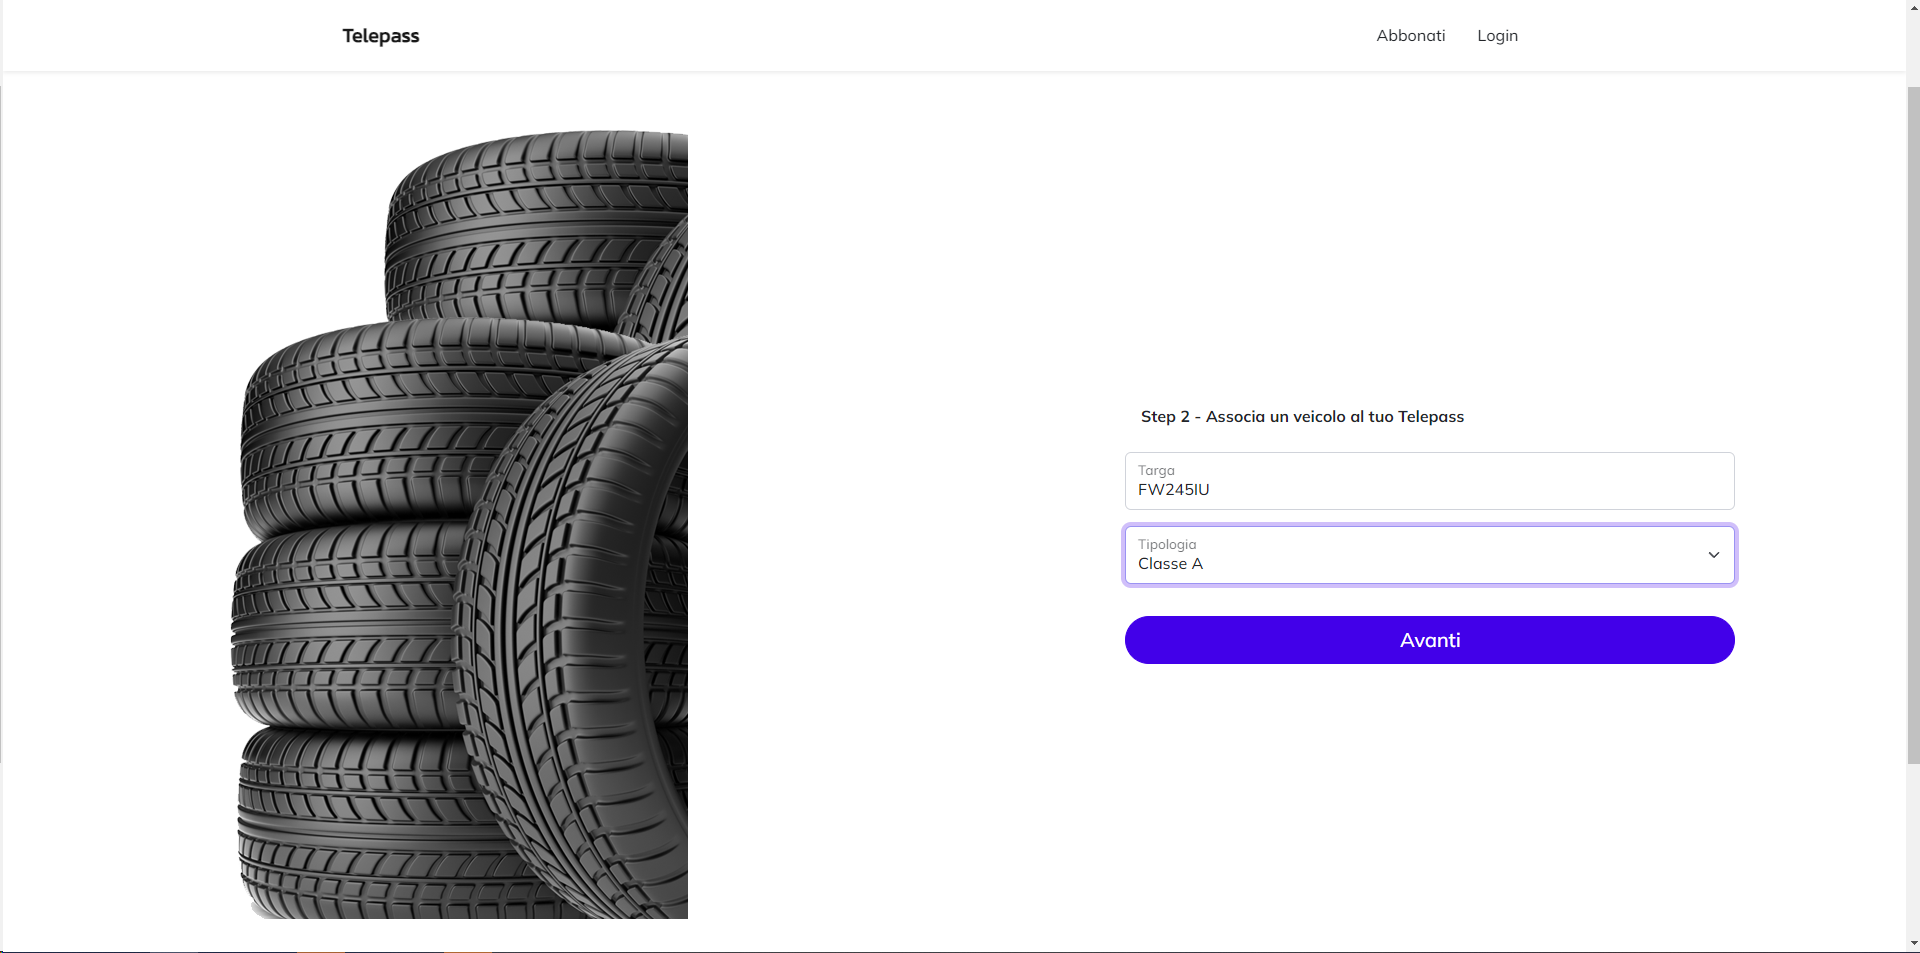 Telepass
Abbonati
Login
Step 2 - Associa un veicolo al tuo Telepass
Targa
FW245IU
Tipologia
Classe A
Avanti